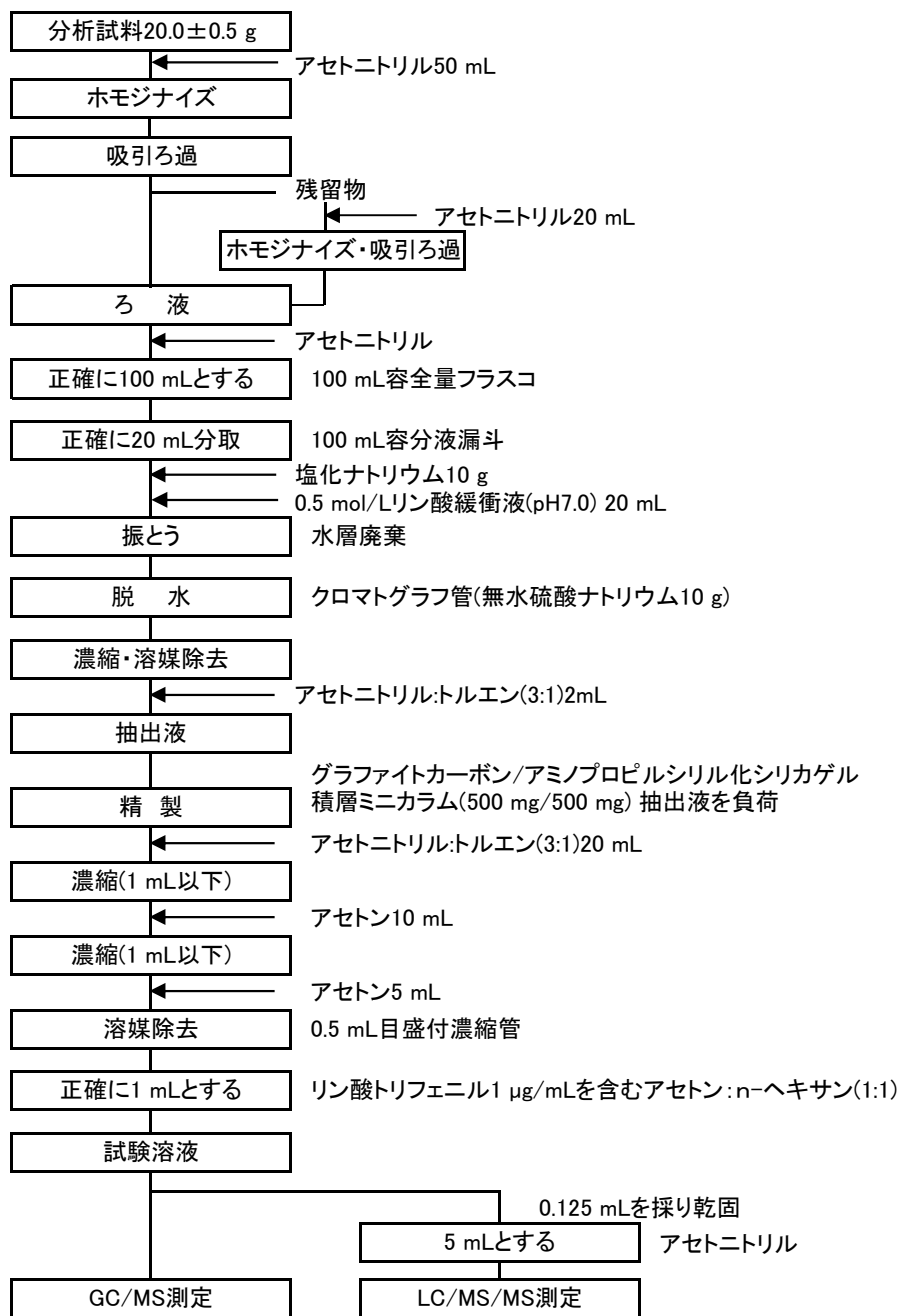 分析試料20.0±0.5 g
アセトニトリル50 mL
ホモジナイズ
吸引ろ過
残留物
アセトニトリル20 mL
ホモジナイズ・吸引ろ過
ろ　液
アセトニトリル
正確に100 mLとする　100 mL容全量フラスコ
正確に20 mL分取　100 mL容分液漏斗
塩化ナトリウム10 g
0.5 mol/Lリン酸緩衝液(pH7.0) 20 mL
振とう　水層廃棄
脱　水　クロマトグラフ管(無水硫酸ナトリウム10 g)
濃縮・溶媒除去
アセトニトリル:トルエン(3:1)2mL
抽出液
グラファイトカーボン/アミノプロピルシリル化シリカゲル
精 製　積層ミニカラム(500 mg/500 mg) 抽出液を負荷
アセトニトリル:トルエン(3:1)20 mL
濃縮(1 mL以下)
アセトン10 mL
濃縮(1 mL以下)
アセトン5 mL
溶媒除去　0.5 mL目盛付濃縮管
正確に1 mLとする　リン酸トリフェニル1 μg/mLを含むアセトン:n-ヘキサン(1:1)
試験溶液
0.125 mLを採り乾固
5 mLとする　アセトニトリル
GC/MS測定　LC/MS/MS測定